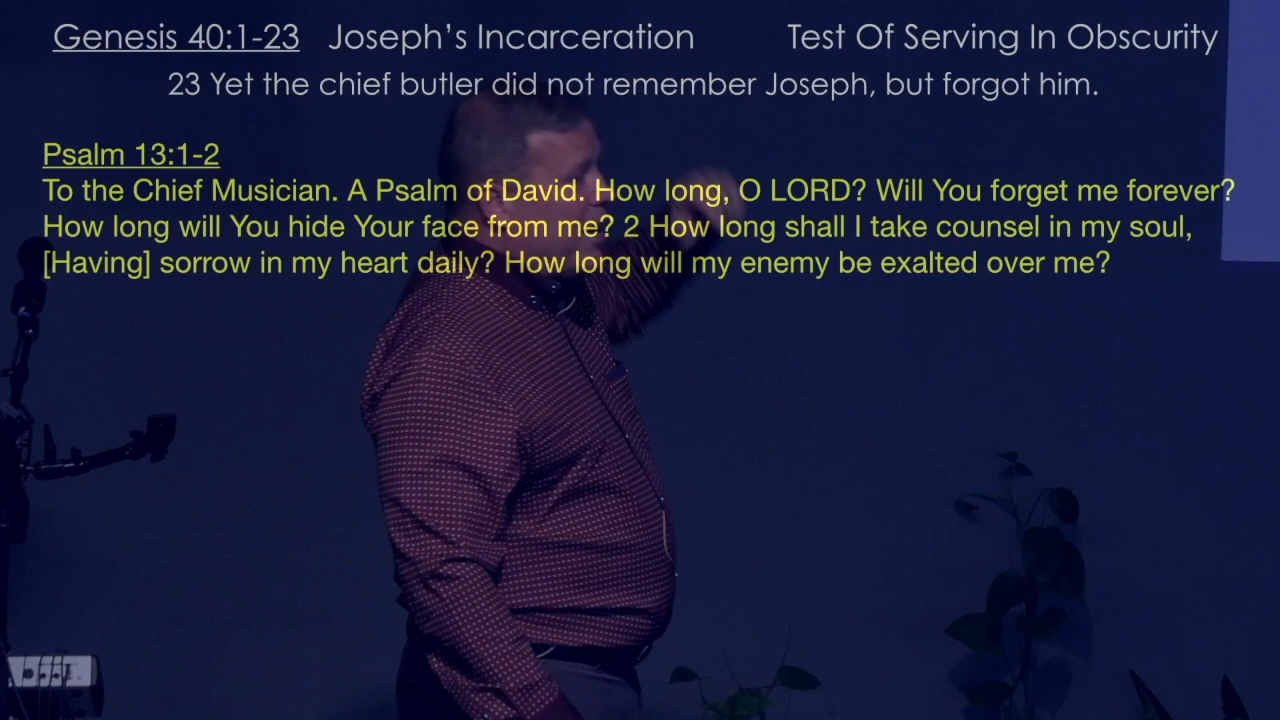 Genesis 40:1-23 Joseph's Incarceration Test Of Serving In Obscurity
23 Yet the chief butler did not remember Joseph, but forgot him.
Psalm 13:1-2
To the Chief Musician. A Psalm of David. How long, O LORD? Will You forget me forever?
How long will You hide Your face from me? 2 How long shall I take counsel in my soul,
[Having] sorrow in my heart daily? How long will my enemy be exalted over me?